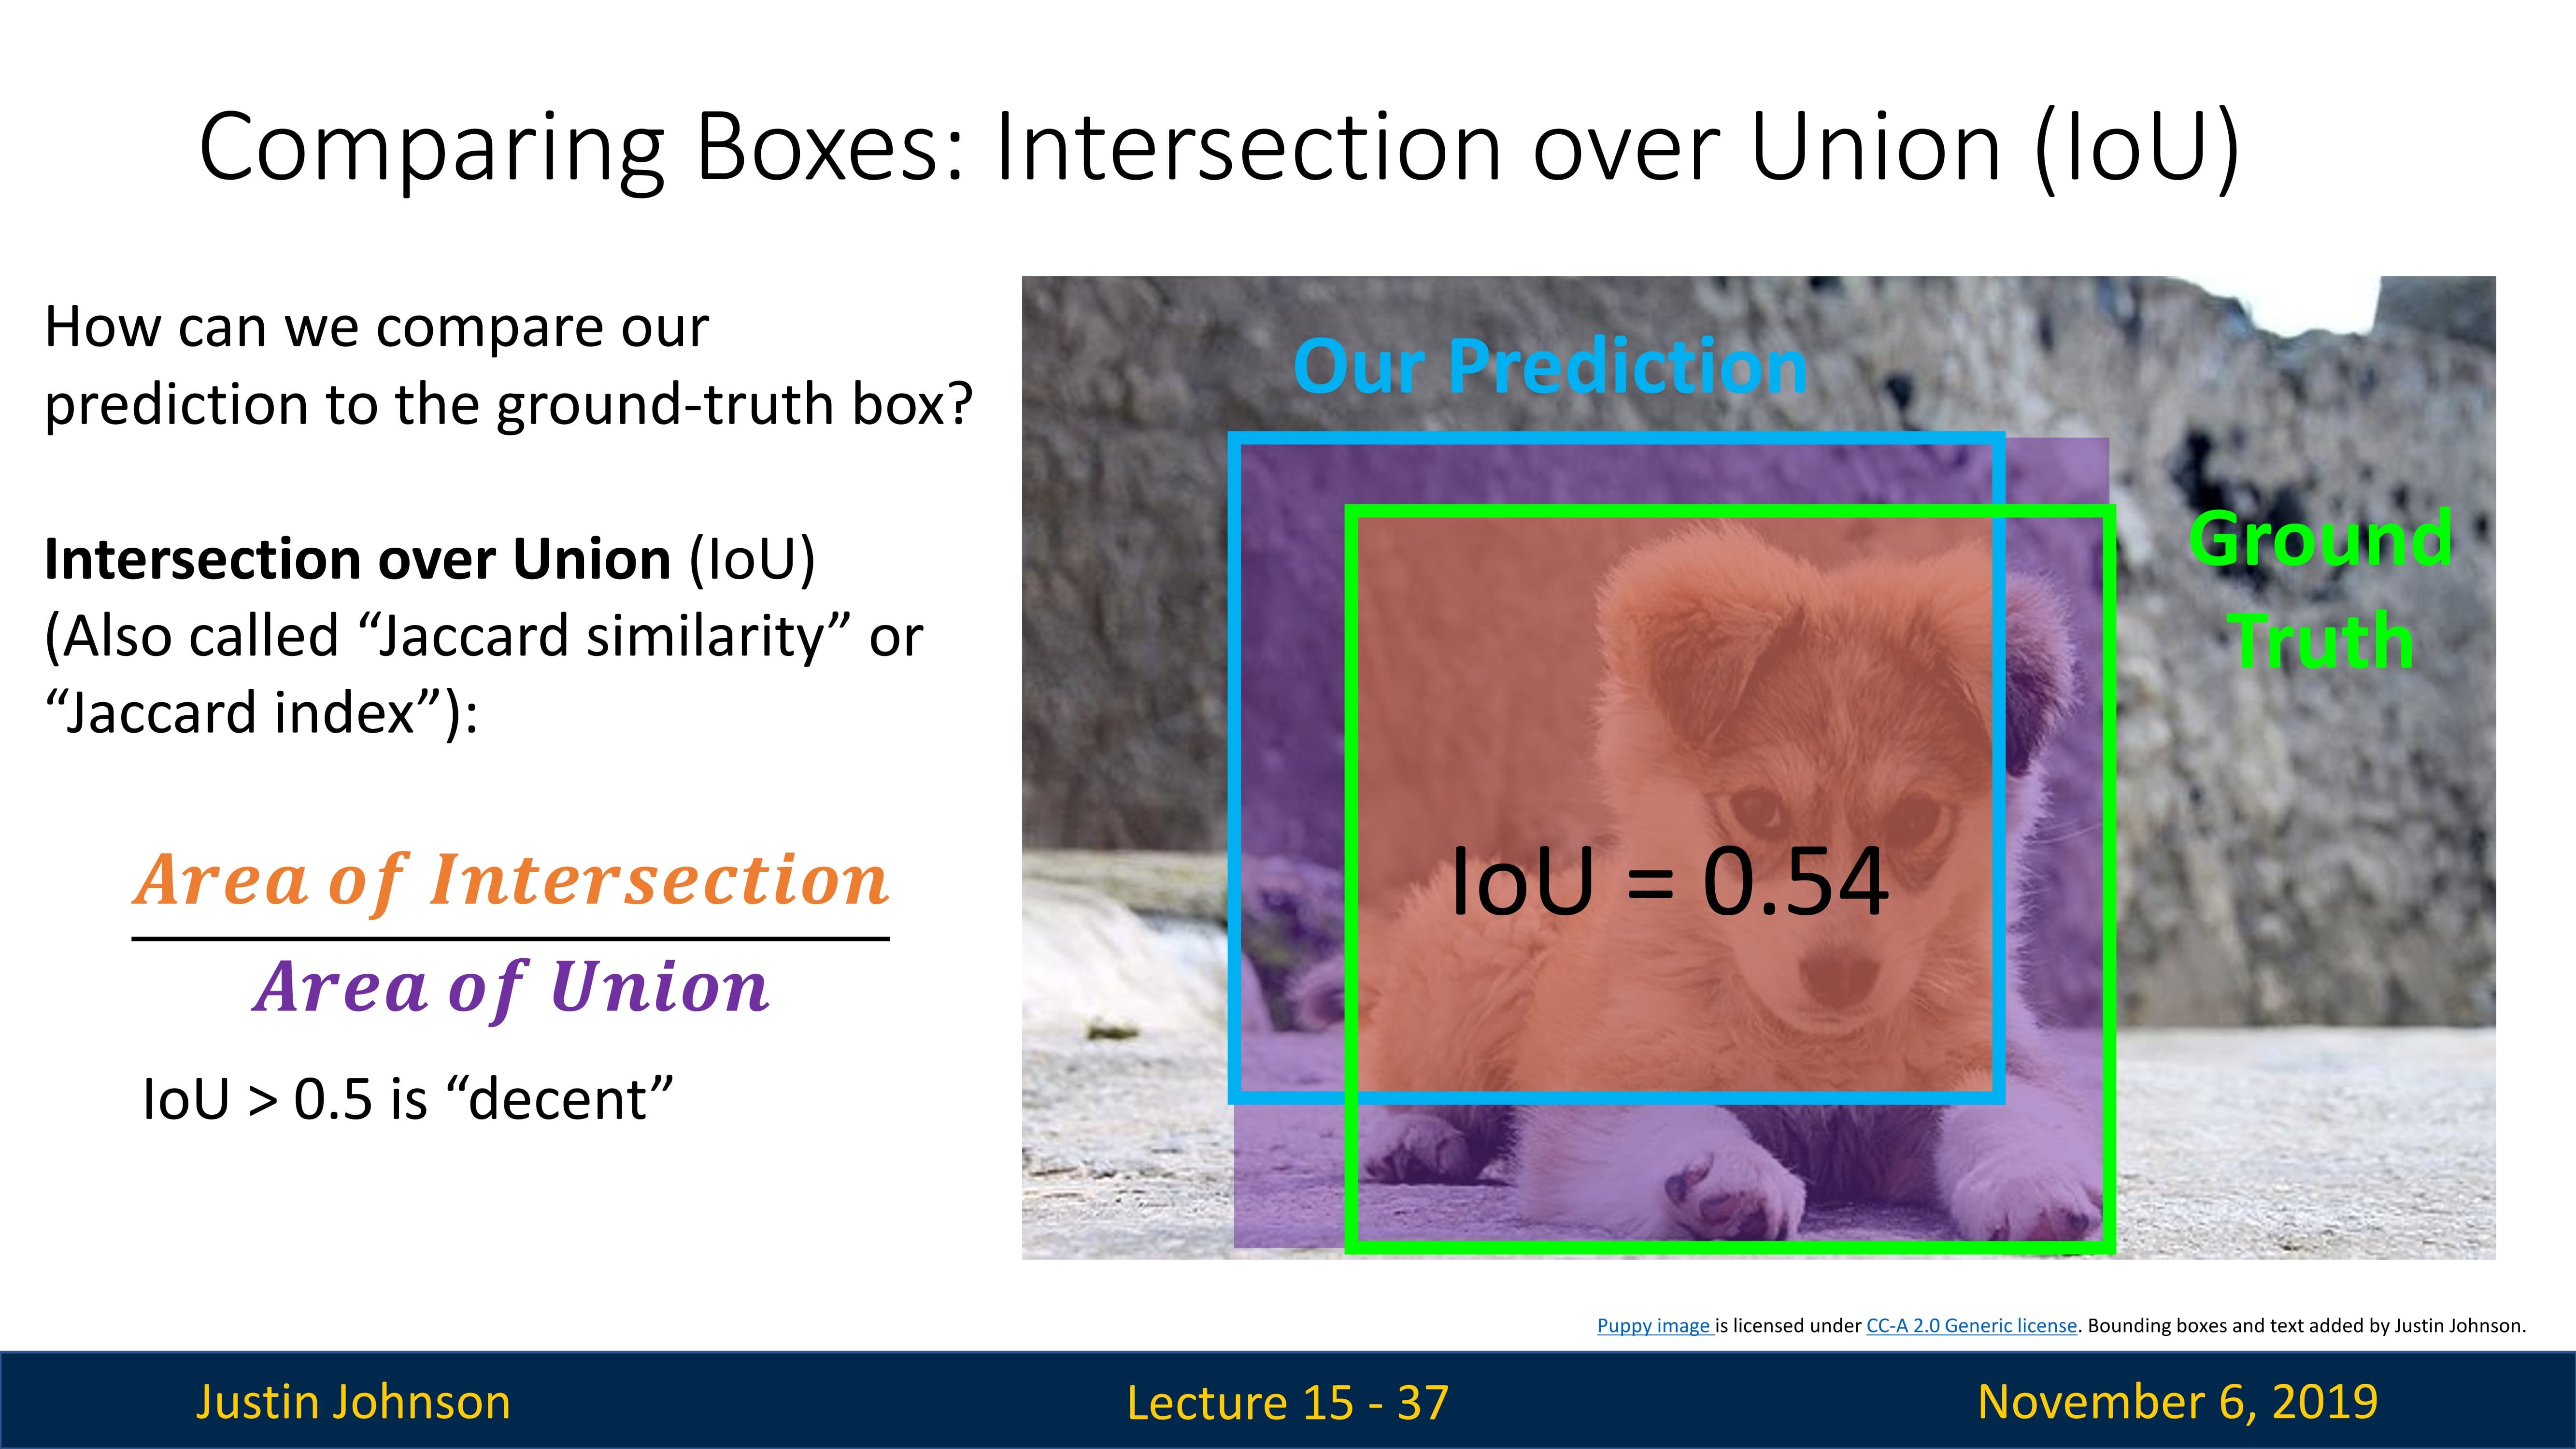 Comparing Boxes: Intersection over Union (IoU)
How can we compare our
prediction to the ground-truth box?
Intersection over Union (IoU)
(Also called “Jaccard similarity” or
“Jaccard index”):
Area of Intersection
Area of Union
IoU > 0.5 is “decent”
Our Prediction
Ground
Truth
IoU = 0.54
Puppy image is licensed under CC-A 2.0 Generic license. Bounding boxes and text added by Justin Johnson.
Justin Johnson
Lecture 15 - 37
November 6, 2019